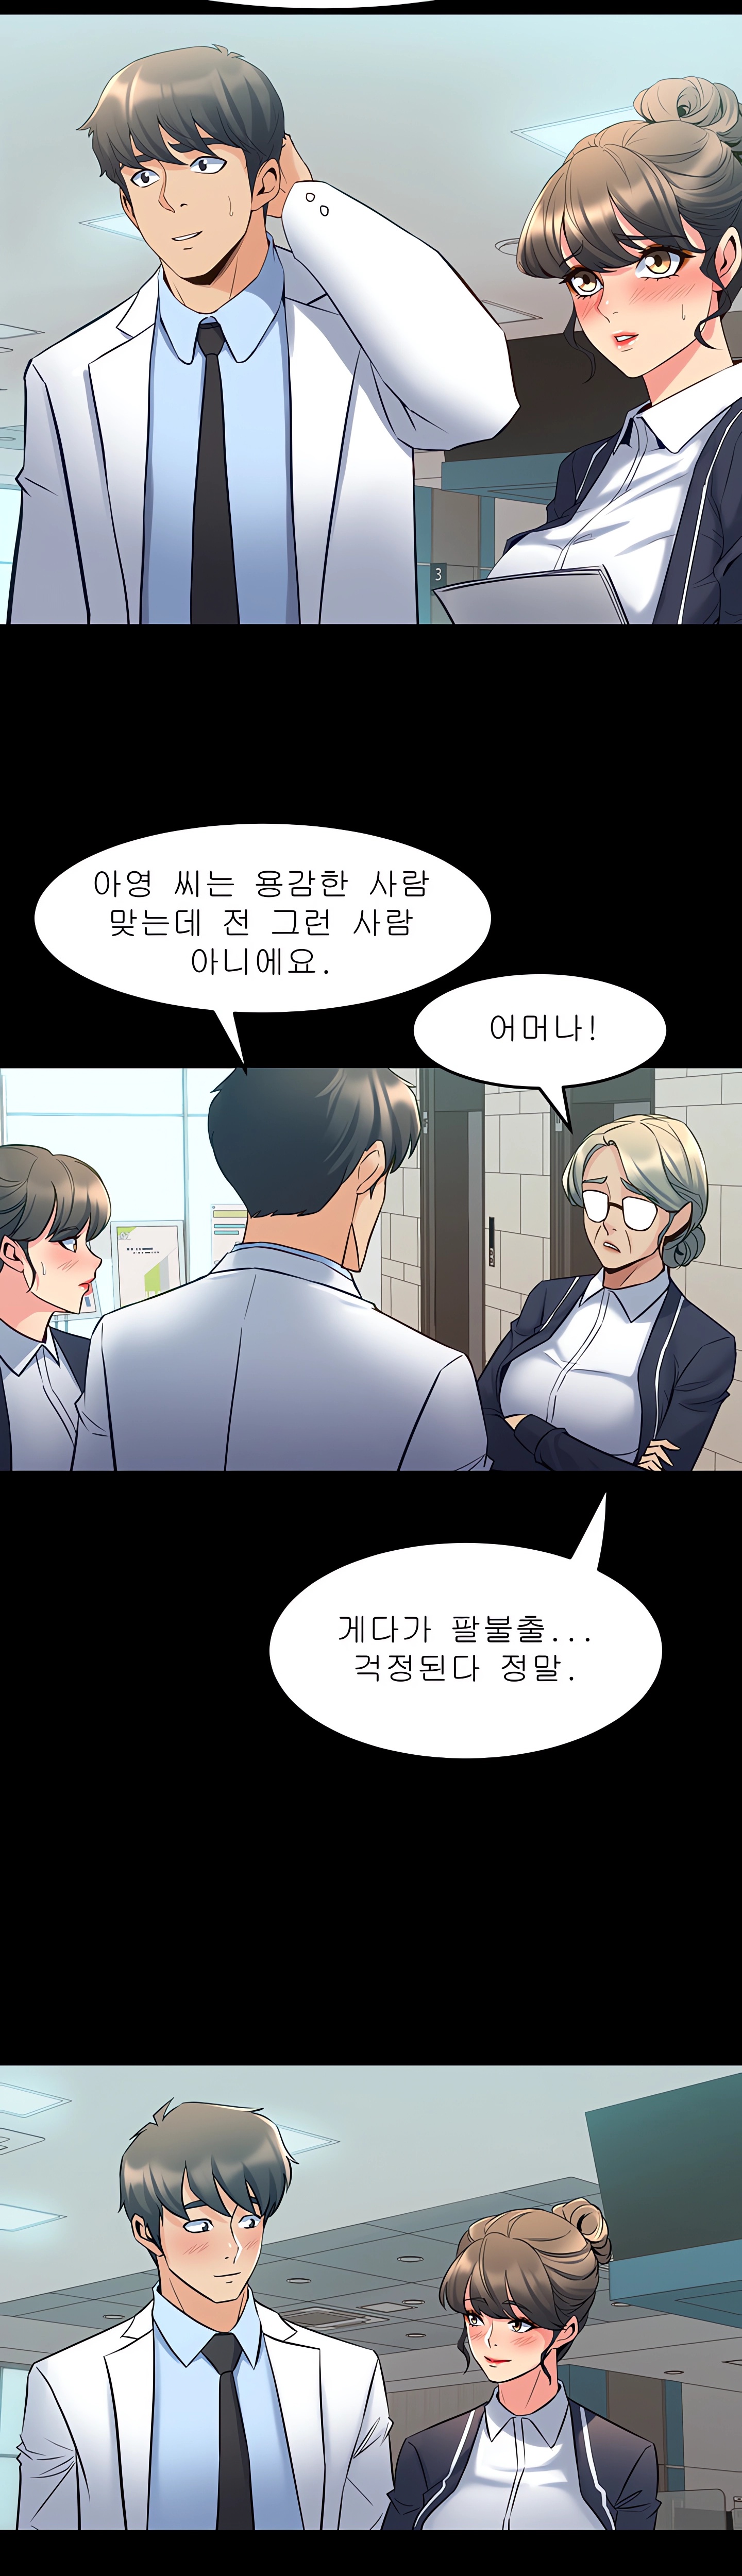 3
아영 씨는 용감한 사람
맞는데 전 그런 사람
아니에요.
어머나!
게다가 팔불출...
걱정된다 정말.